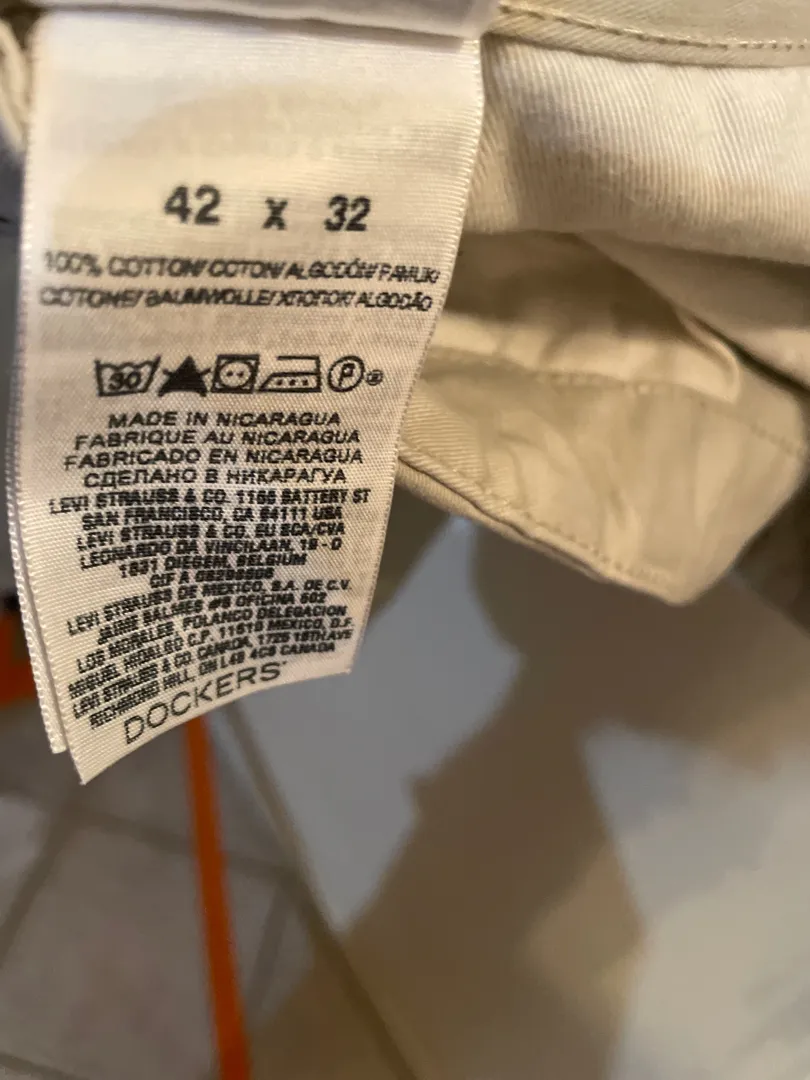 42 x 32
100% COTTON/COTON/ALGODÓN/PAMUK/
COTONE/BAUMWOLLE/ХЛОПОК/ALGODÃO
30 P ®
MADE IN NICARAGUA
FABRIQUE AU NICARAGUA
FABRICADO EN NICARAGUA
СДЕЛАНО В НИКАРАГУА
LEVI STRAUSS & CO. 1155 BATTERY ST
SAN FRANCISCO, CA 94111 USA
LEVI STRAUSS & CO. EU BCA/CVA
LEONARDO DA VINCILAAN, 19 - D
1831 DIEGEM, BELGIUM
CIF A
LEVI STRAUSS DE MEXICO, S.A. DE C.V.
JAIME BALMES #8 OFICINA 602
LOS MORALES, POLANCO DELEGACION
MIGUEL HIDALGO C.P. 11510 MEXICO, D.F.
LEVI STRAUSS & CO. CANADA, 1725 16TH AVE
RICHMOND HILL, ON L4B 4C6 CANADA
DOCKERS